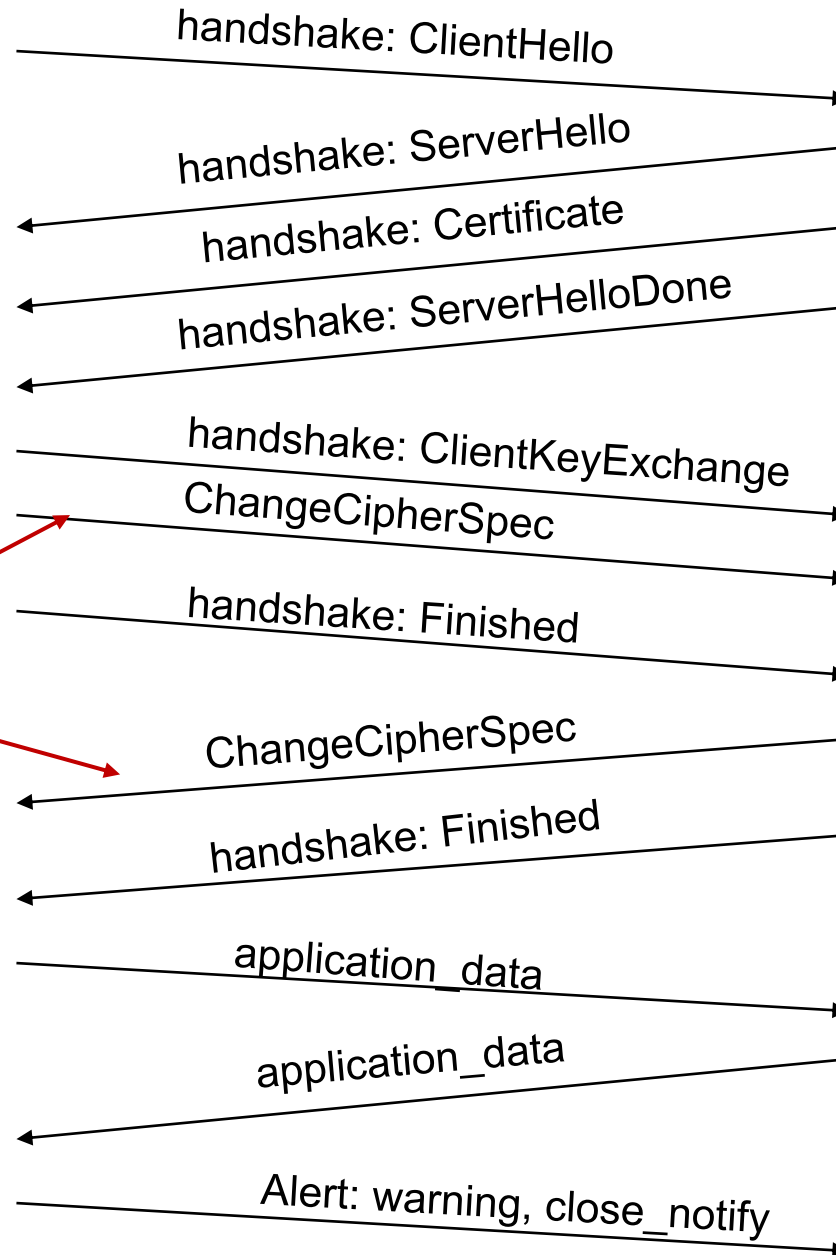 handshake: ClientHello
handshake: ServerHello
handshake: Certificate
handshake: ServerHelloDone
handshake: ClientKeyExchange
ChangeCipherSpec
handshake: Finished
ChangeCipherSpec
handshake: Finished
application_data
application_data
Alert: warning, close_notify